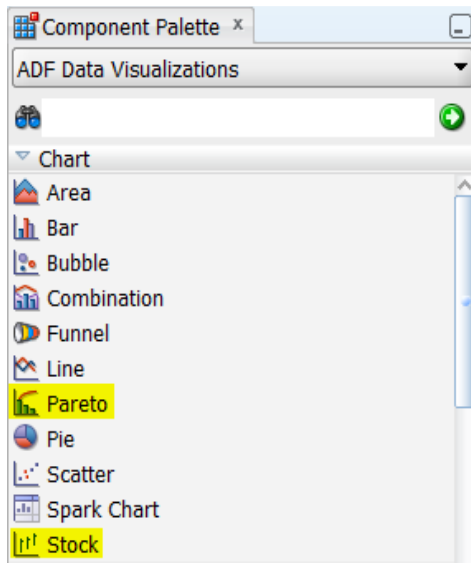 Component Palette x
ADF Data Visualizations
Chart
Area
Bar
Bubble
Combination
Funnel
Line
Pareto
Pie
Scatter
Spark Chart
Stock